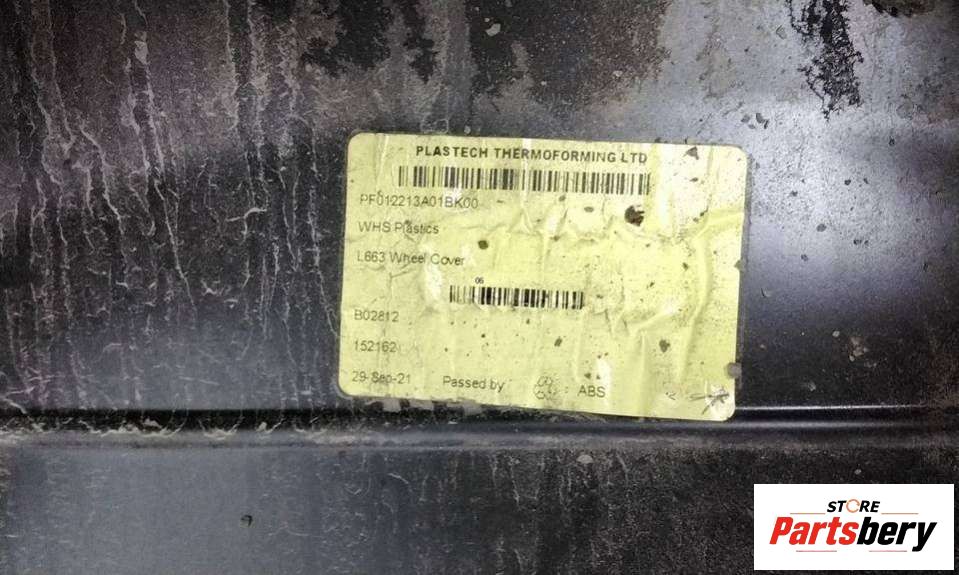 PLASTECH THERMOFORMING LTD
PF012213A01BK00
WHS Plastics
L663 Wheel Cover
06
B02812
152162
29-Sep-21 Passed by : ABS
STORE
Partsbery